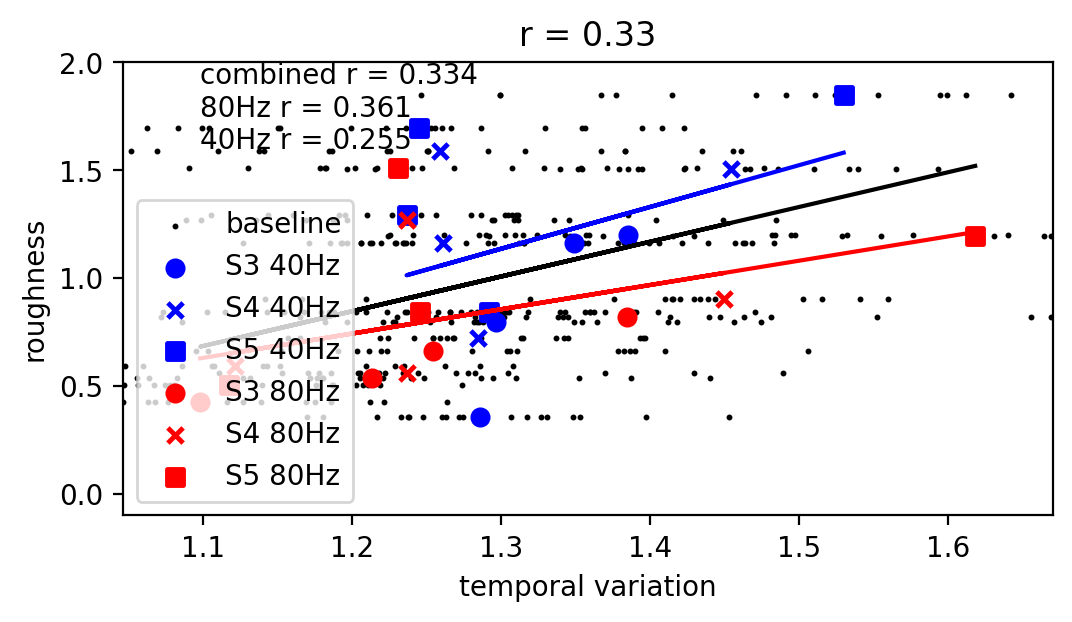 r = 0.33
combined r = 0.334
80Hz r = 0.361
40Hz r = 0.255
2.0
1.5
1.0
0.5
0.0
roughness
baseline
S3 40Hz
S4 40Hz
S5 40Hz
S3 80Hz
S4 80Hz
S5 80Hz
1.1 1.2 1.3 1.4 1.5 1.6
temporal variation